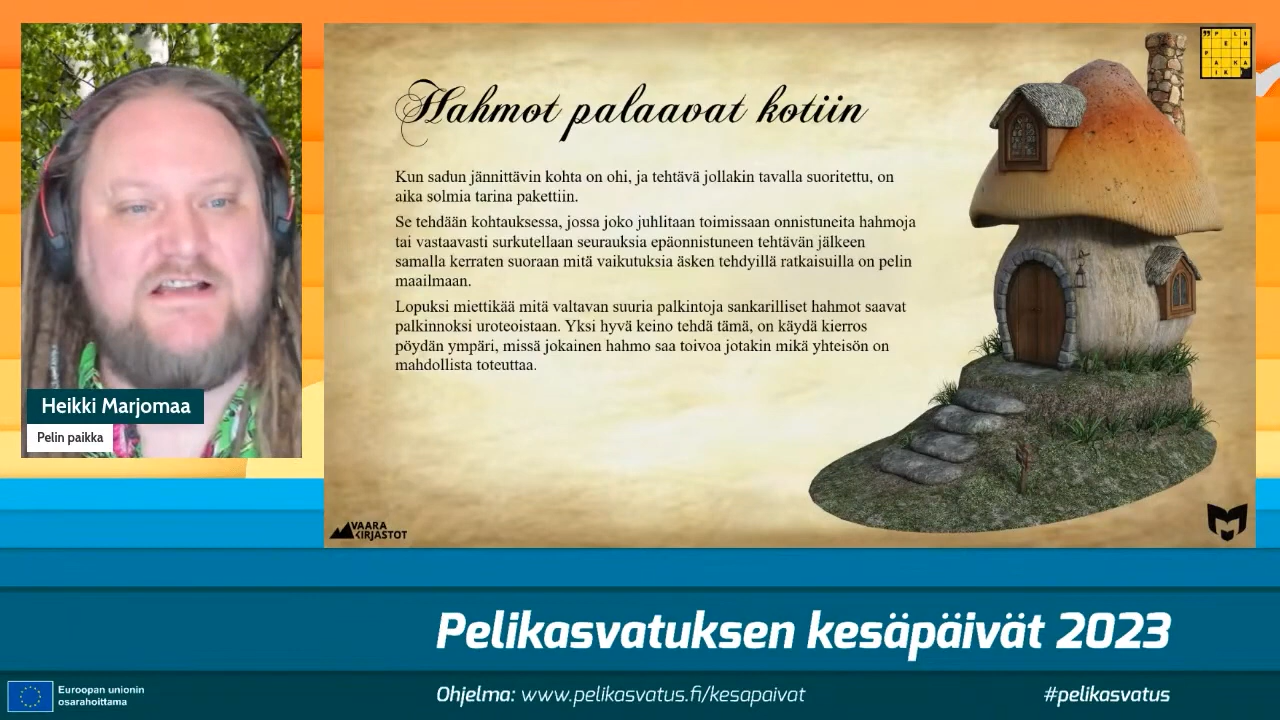 Hahmot palaavat kotiin
Kun sadun jännittävin kohta on ohi, ja tehtävä jollakin tavalla suoritettu, on
aika solmia tarina pakettiin.
Se tehdään kohtauksessa, jossa joko juhlitaan toimissaan onnistuneita hahmoja
tai vastaavasti surkutellaan seurauksia epäonnistuneen tehtävän jälkeen
samalla kerraten suoraan mitä vaikutuksia äsken tehdyillä ratkaisuilla on pelin
maailmaan.
Lopuksi miettikää mitä valtavan suuria palkintoja sankarilliset hahmot saavat
palkinnoksi uroteoistaan. Yksi hyvä keino tehdä tämä, on käydä kierros
pöydän ympäri, missä jokainen hahmo saa toivoa jotakin mikä yhteisön on
mahdollista toteuttaa.
VAARA
KIRJASTOT
Heikki Marjomaa
Pelin paikka
Pelikasvatuksen kesäpäivät 2023
Euroopan unionin
osarahoittama
Ohjelma: www.pelikasvatus.fi/kesapaivat
#pelikasvatus